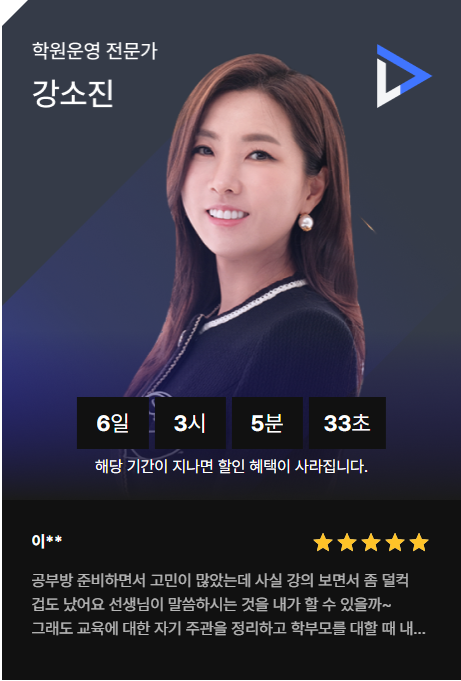 학원운영 전문가
강소진
6일 3시 5분 33초
해당 기간이 지나면 할인 혜택이 사라집니다.
이** ★★★★★
공부방 준비하면서 고민이 많았는데 사실 강의 보면서 좀 덜컥
겁도 났어요 선생님이 말씀하시는 것을 내가 할 수 있을까~
그래도 교육에 대한 자기 주관을 정리하고 학부모를 대할 때 내...